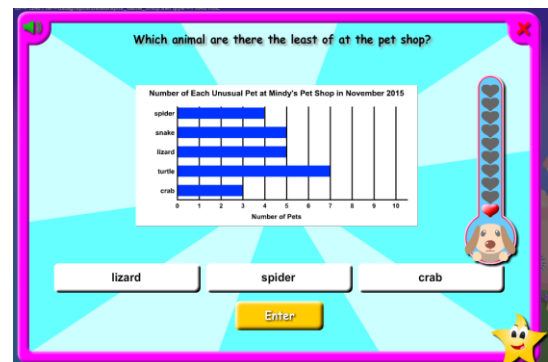 Which animal are there the least of at the pet shop?
Number of Each Unusual Pet at Mindy's Pet Shop in November 2015
spider
snake
lizard
turtle
crab
0 1 2 3 4 5 6 7 8 9 10
Number of Pets
lizard spider crab
Enter